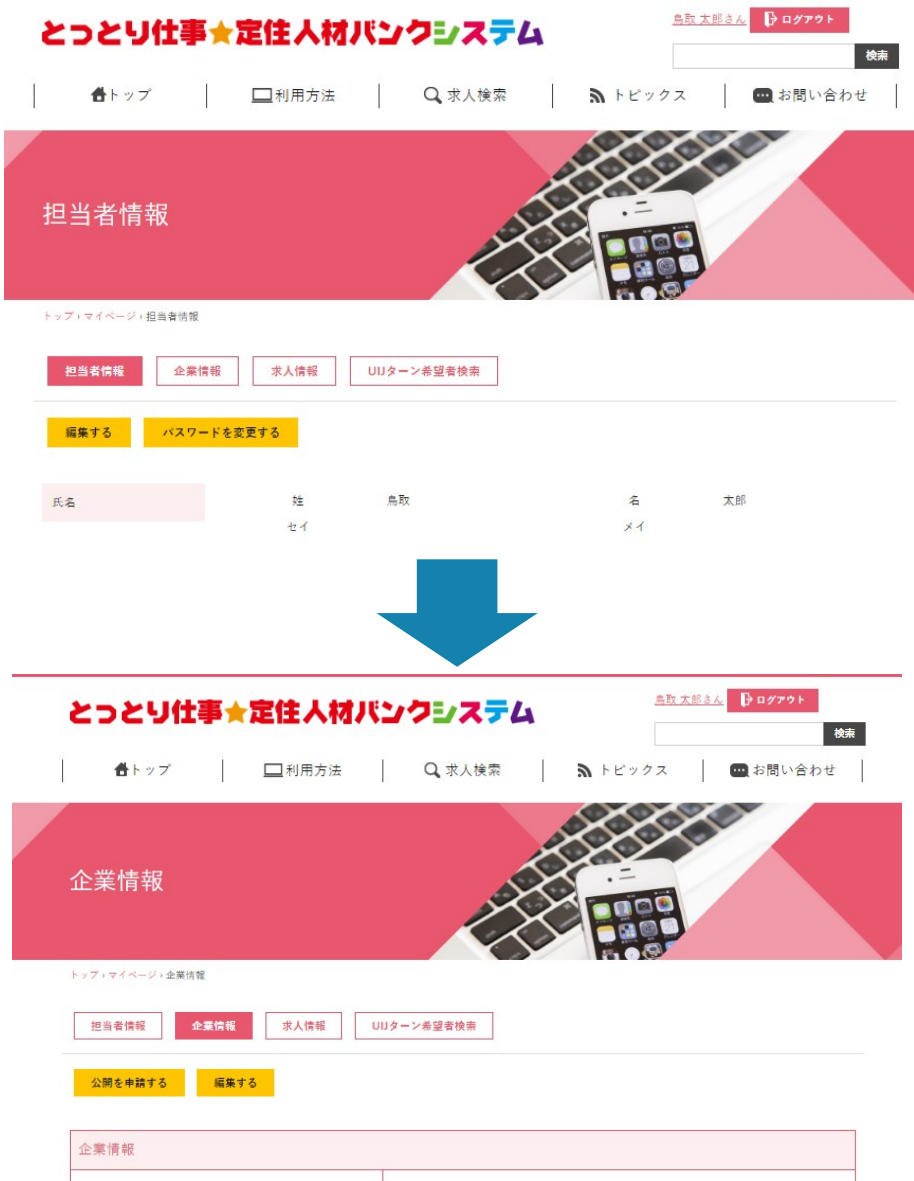 とっとり仕事★定住人材バンクシステム
鳥取 太郎さん ログアウト
検索
トップ 利用方法 求人検索 トピックス お問い合わせ
担当者情報
トップ › マイページ › 担当者情報
担当者情報 企業情報 求人情報 UIJターン希望者検索
編集する パスワードを変更する
氏名 姓 鳥取 名 太郎
セイ メイ
とっとり仕事★定住人材バンクシステム
鳥取 太郎さん ログアウト
検索
トップ 利用方法 求人検索 トピックス お問い合わせ
企業情報
トップ › マイページ › 企業情報
担当者情報 企業情報 求人情報 UIJターン希望者検索
公開を申請する 編集する
企業情報